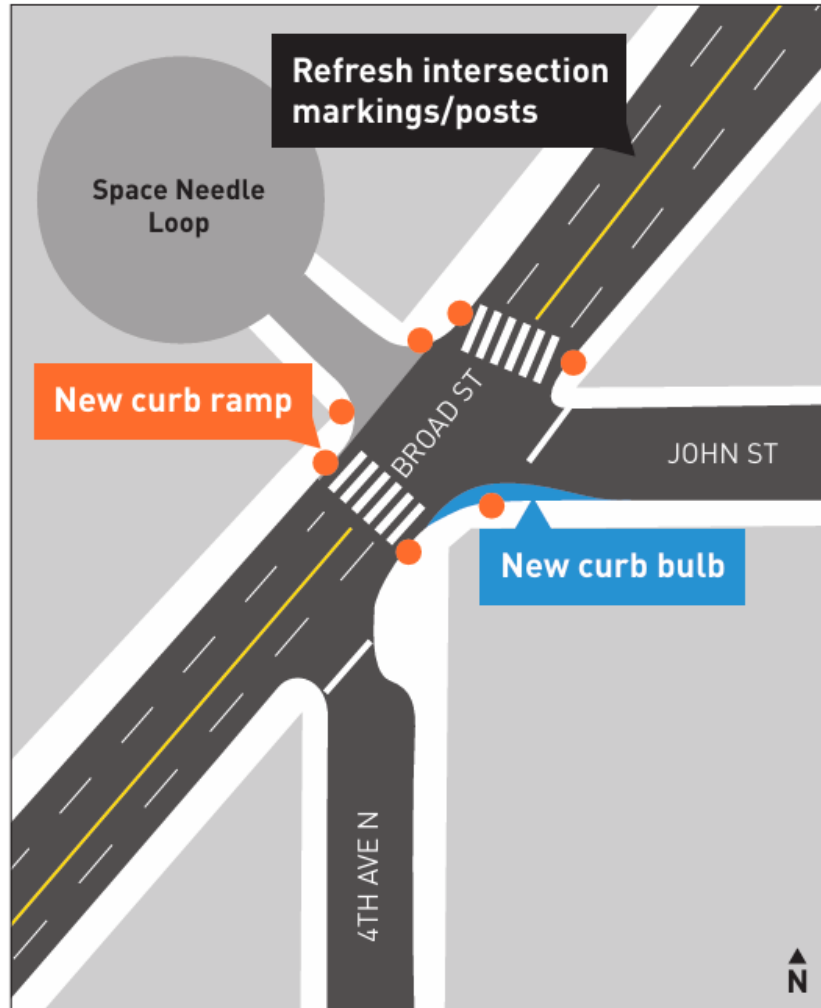 Refresh intersection
markings/posts
Space Needle
Loop
New curb ramp
BROAD ST
JOHN ST
New curb bulb
4TH AVE N
N